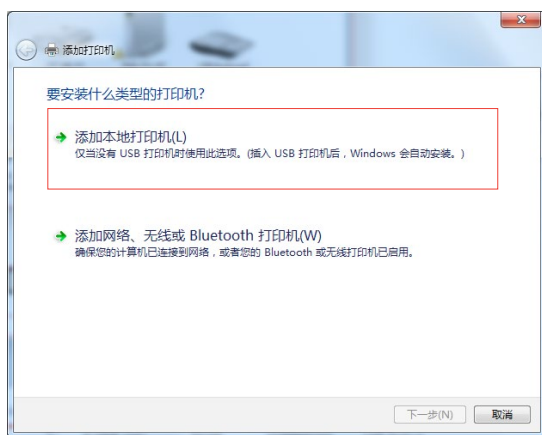 添加打印机
要安装什么类型的打印机?
添加本地打印机(L)
仅当没有 USB 打印机时使用此选项。(插入 USB 打印机后，Windows 会自动安装。)
添加网络、无线或 Bluetooth 打印机(W)
确保您的计算机已连接到网络，或者您的 Bluetooth 或无线打印机已启用。
下一步(N) 取消